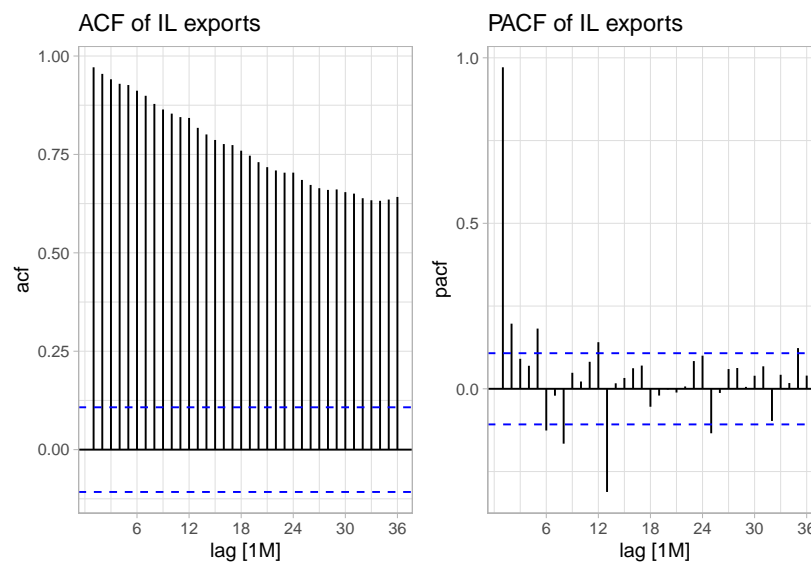 ACF of IL exports
1.00
0.75
0.50
0.25
0.00
acf
6 12 18 24 30 36
lag [1M]
PACF of IL exports
1.0
0.5
0.0
pacf
6 12 18 24 30 36
lag [1M]